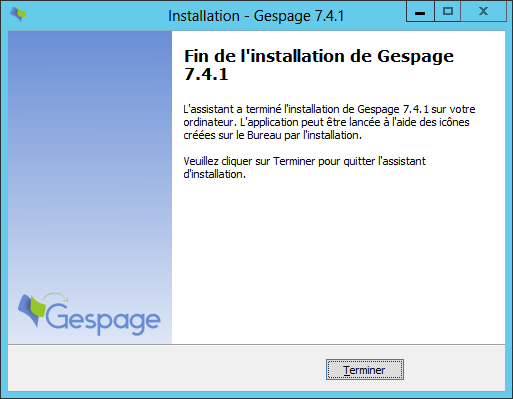 Installation - Gespage 7.4.1
Fin de l'installation de Gespage
7.4.1
L'assistant a terminé l'installation de Gespage 7.4.1 sur votre
ordinateur. L'application peut être lancée à l'aide des icônes
créées sur le Bureau par l'installation.
Veuillez cliquer sur Terminer pour quitter l'assistant
d'installation.
Gespage
Terminer